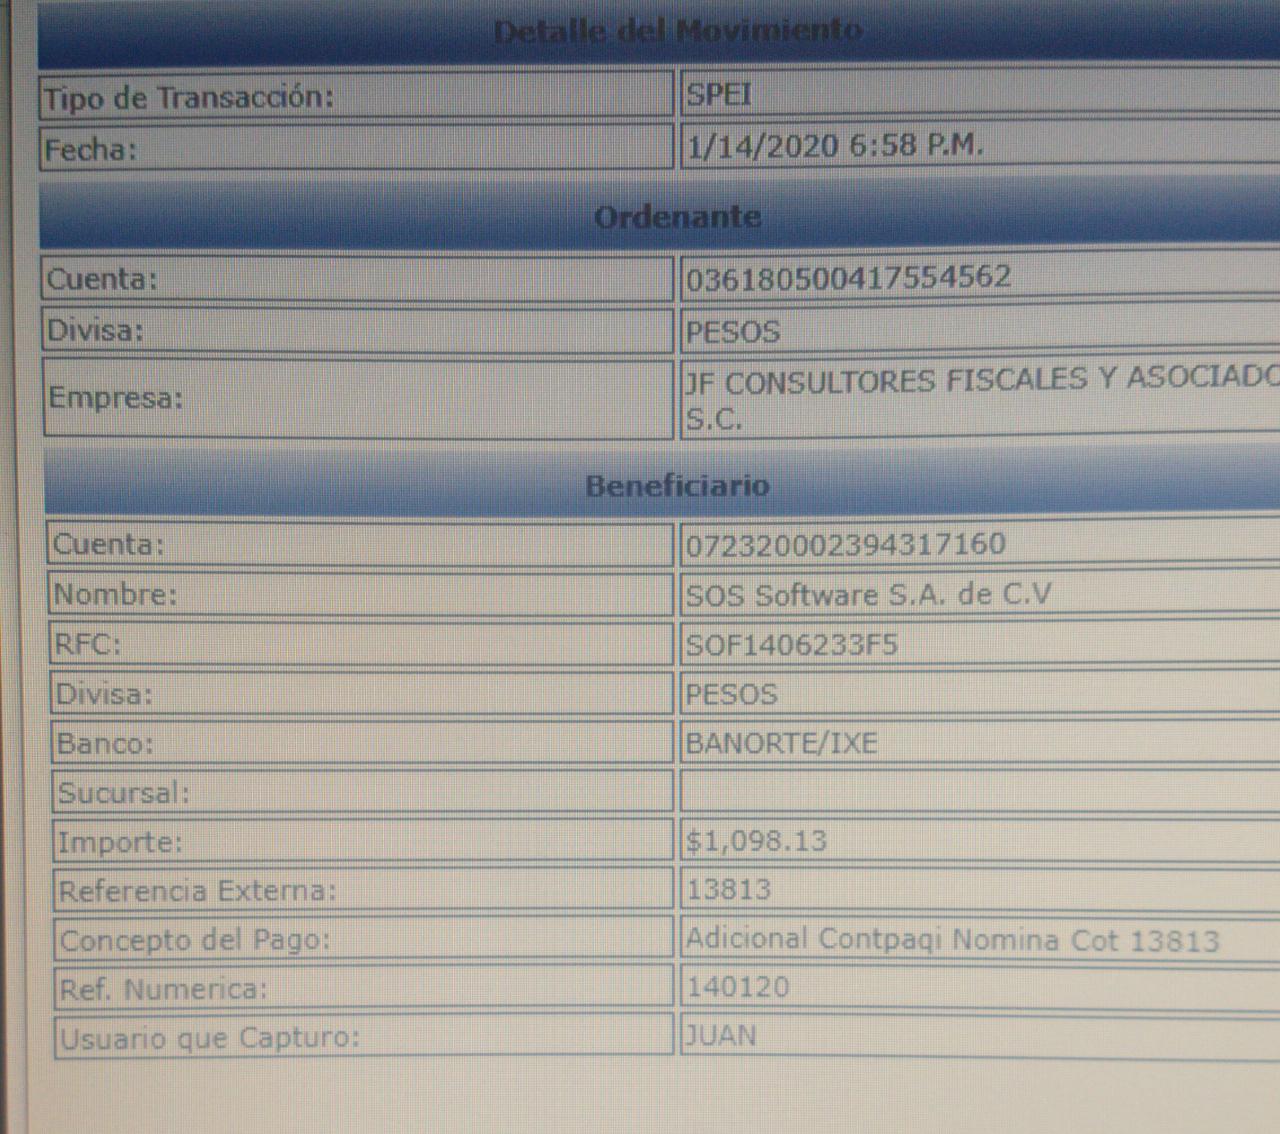 Detalle del Movimiento
Tipo de Transacción: SPEI
Fecha: 1/14/2020 6:58 P.M.
Ordenante
Cuenta: 036180500417554562
Divisa: PESOS
Empresa: JF CONSULTORES FISCALES Y ASOCIADO
S.C.
Beneficiario
Cuenta: 072320002394317160
Nombre: SOS Software S.A. de C.V
RFC: SOF1406233F5
Divisa: PESOS
Banco: BANORTE/IXE
Sucursal:
Importe: $1,098.13
Referencia Externa: 13813
Concepto del Pago: Adicional Contpaqi Nomina Cot 13813
Ref. Numerica: 140120
Usuario que Capturo: JUAN